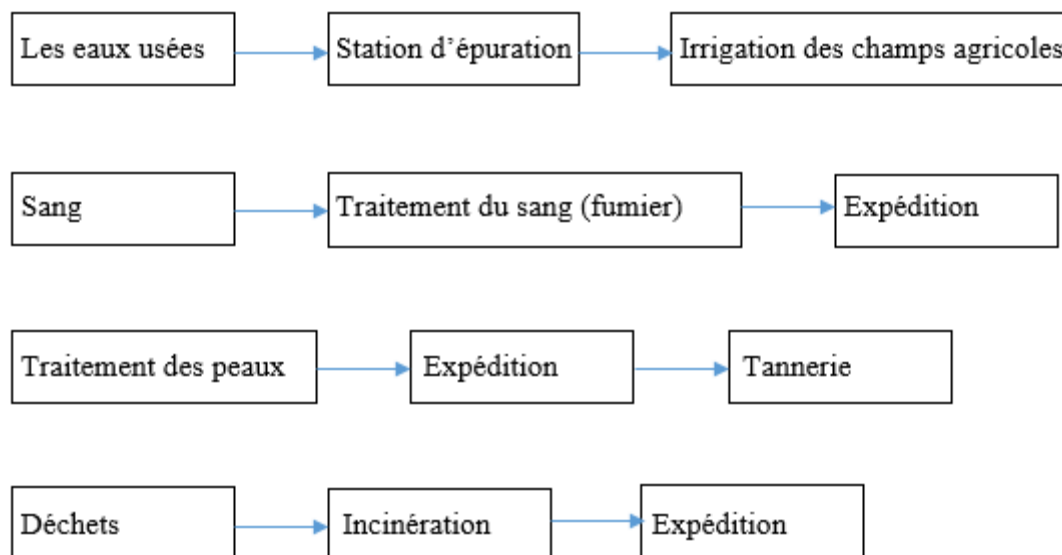 Les eaux usées Station d’épuration Irrigation des champs agricoles
Sang Traitement du sang (fumier) Expédition
Traitement des peaux Expédition Tannerie
Déchets Incinération Expédition